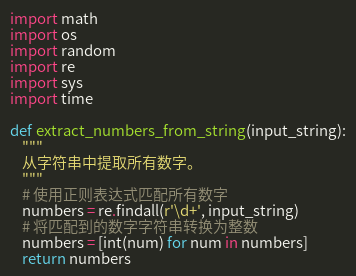 import math
import os
import random
import re
import sys
import time
def extract_numbers_from_string(input_string):
"""
从字符串中提取所有数字。
"""
# 使用正则表达式匹配所有数字
numbers = re.findall(r'\d+', input_string)
# 将匹配到的数字字符串转换为整数
numbers = [int(num) for num in numbers]
return numbers